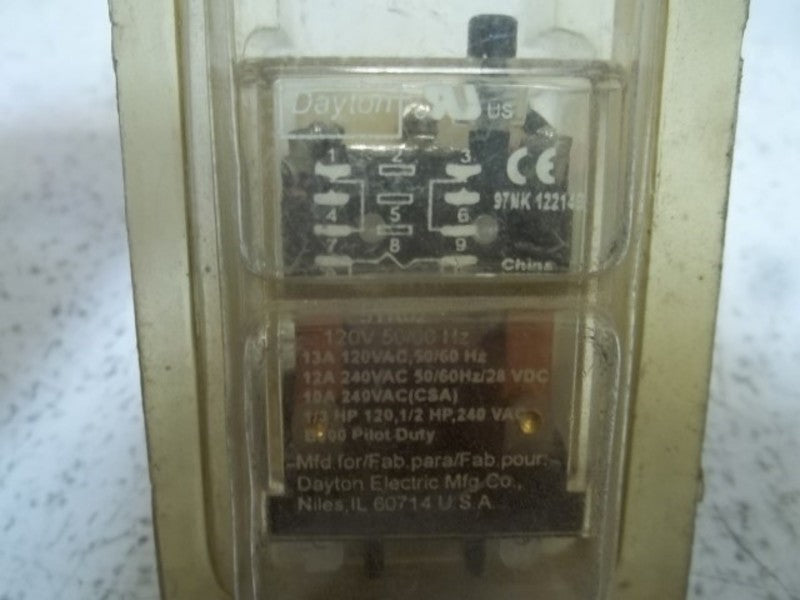 Dayton
US
1 2 3
CE
97NK
4 5 6
7 8 9
China
120V 50/60 Hz
13A 120VAC,50/60 Hz
12A 240VAC 50/60Hz/28 VDC
10A 240VAC(CSA)
1/3 HP 120,1/2 HP,240 VAC
Pilot Duty
Mfd for/Fab.para/Fab.pour:
Dayton Electric Mfg.Co.,
Niles,IL 60714 U.S.A.